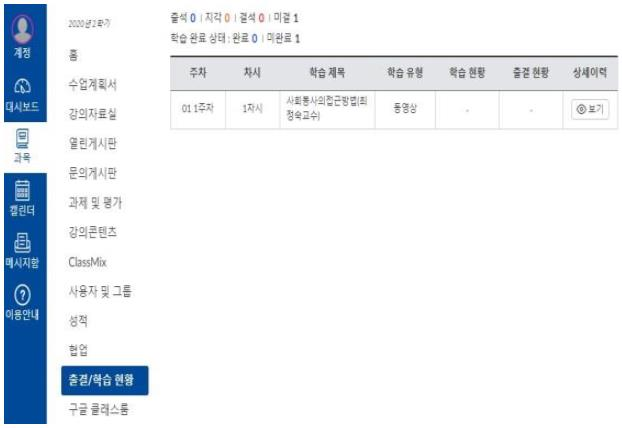 계정
대시보드
과목
캘린더
메시지함
이용안내
2020년 1학기
홈
수업계획서
강의자료실
열린게시판
문의게시판
과제 및 평가
강의콘텐츠
ClassMix
사용자 및 그룹
성적
협업
출결/학습 현황
구글 클래스룸
출석 0 | 지각 0 | 결석 0 | 미결 1
학습 완료 상태 : 완료 0 | 미완료 1
주차 차시 학습 제목 학습 유형 학습 현황 출결 현황 상세이력
01 1주차 1차시 사회통사의접근방법(최
정숙교수) 동영상 - - 보기